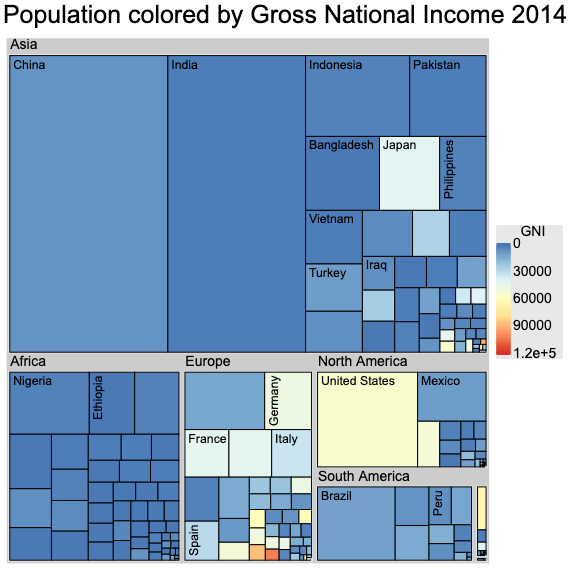 Population colored by Gross National Income 2014
Asia
China
India
Indonesia
Pakistan
Bangladesh
Japan
Philippines
Vietnam
Turkey
Iraq
GNI
0
30000
60000
90000
1.2e+5
Africa
Nigeria
Ethiopia
Europe
Germany
France
Italy
Spain
North America
United States
Mexico
South America
Brazil
Peru